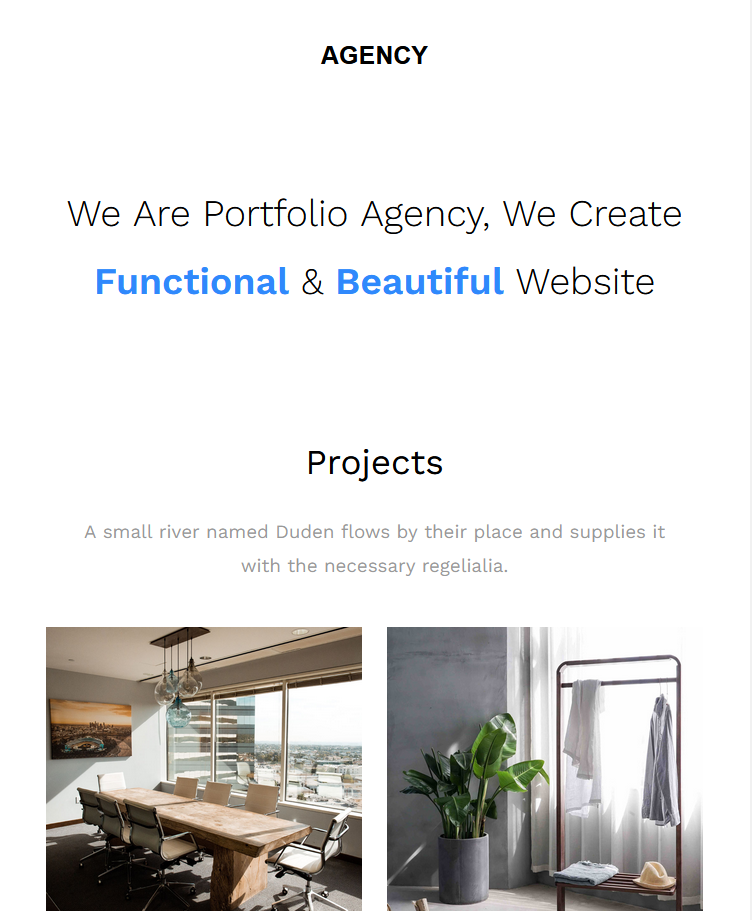 AGENCY
We Are Portfolio Agency, We Create
Functional & Beautiful Website
Projects
A small river named Duden flows by their place and supplies it
with the necessary regelialia.